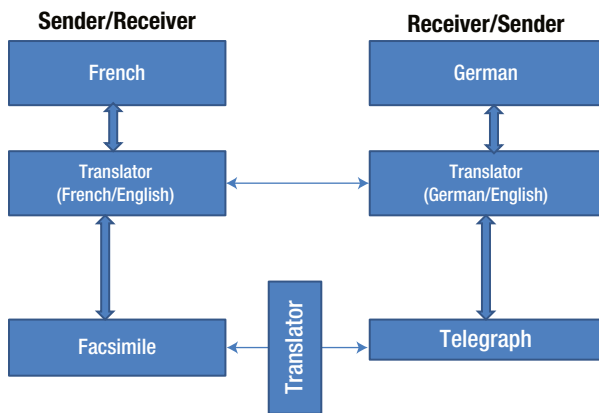 Sender/Receiver
Receiver/Sender
French
German
Translator
(French/English)
Translator
(German/English)
Translator
Facsimile
Telegraph